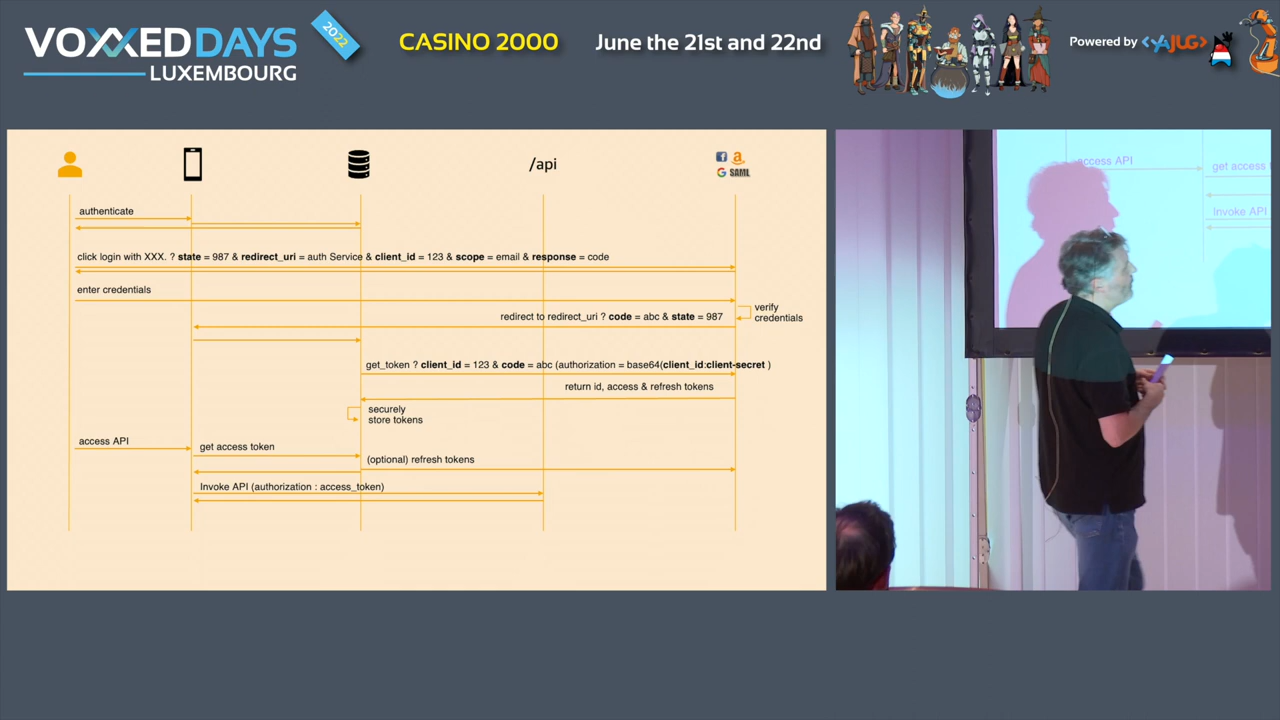 VOXXED DAYS
LUXEMBOURG
2022
CASINO 2000
June the 21st and 22nd
Powered by <YAJUG>
/api
SAML
authenticate
click login with XXX. ? state = 987 & redirect_uri = auth Service & client_id = 123 & scope = email & response = code
enter credentials
verify
credentials
redirect to redirect_uri ? code = abc & state = 987
get_token ? client_id = 123 & code = abc (authorization = base64(client_id:client-secret )
return id, access & refresh tokens
securely
store tokens
access API
get access token
(optional) refresh tokens
Invoke API (authorization : access_token)
access API
get access t
Invoke API